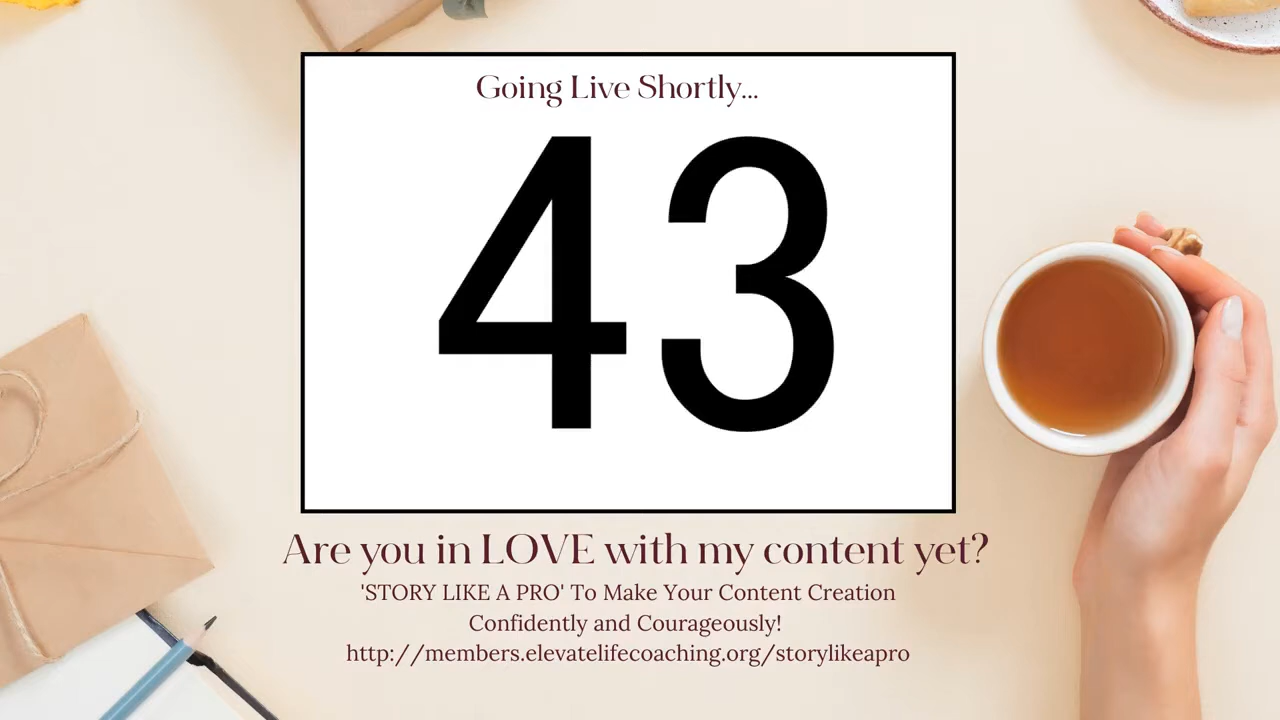 Going Live Shortly...
43
Are you in LOVE with my content yet?
'STORY LIKE A PRO' To Make Your Content Creation
Confidently and Courageously!
http://members.elevatelifecoaching.org/storylikeapro